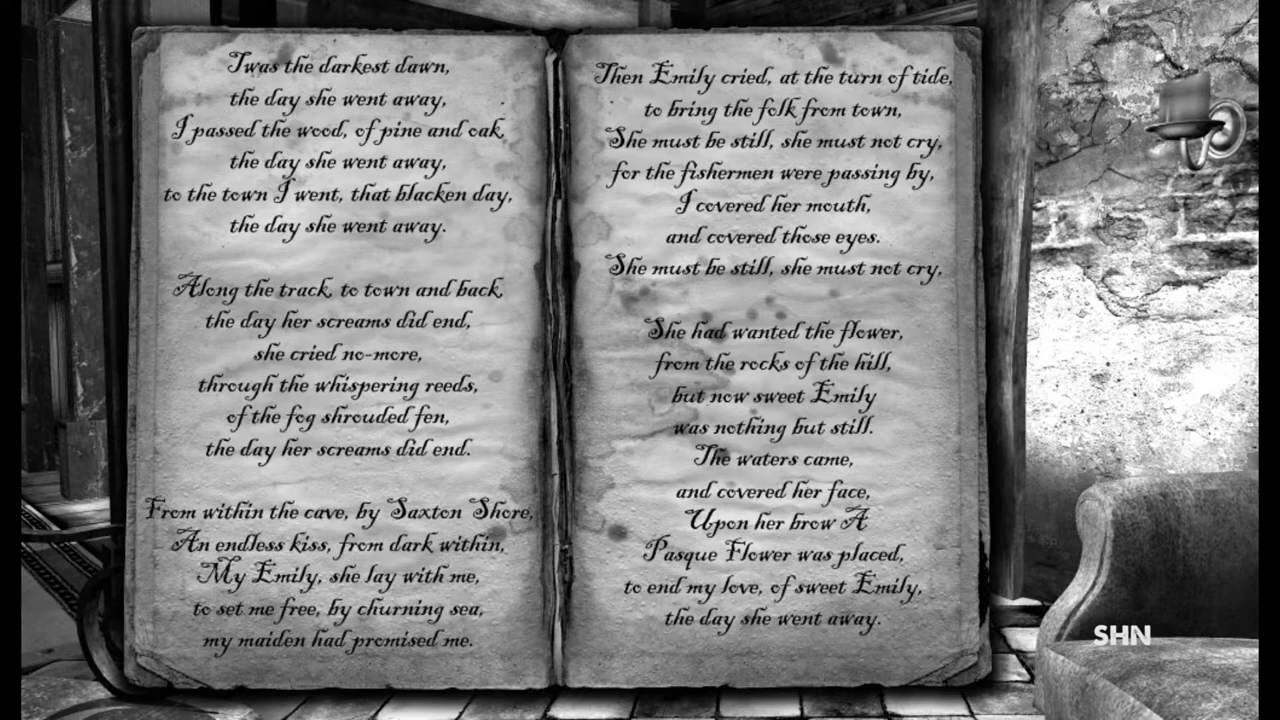 Twas the darkest dawn,
the day she went away,
I passed the wood, of pine and oak,
the day she went away,
to the town I went, that blacken day,
the day she went away.
Along the track, to town and back,
the day her screams did end,
she cried no-more,
through the whispering reeds,
of the fog shrouded fen,
the day her screams did end.
From within the cave, by Saxton Shore,
An endless kiss, from dark within,
My Emily, she lay with me,
to set me free, by churning sea,
my maiden had promised me.
Then Emily cried, at the turn of tide,
to bring the folk from town,
She must be still, she must not cry,
for the fishermen were passing by,
I covered her mouth,
and covered those eyes.
She must be still, she must not cry,
She had wanted the flower,
from the rocks of the hill,
but now sweet Emily
was nothing but still.
The waters came,
and covered her face,
Upon her brow A
Pasque Flower was placed,
to end my love, of sweet Emily,
the day she went away.
SHN